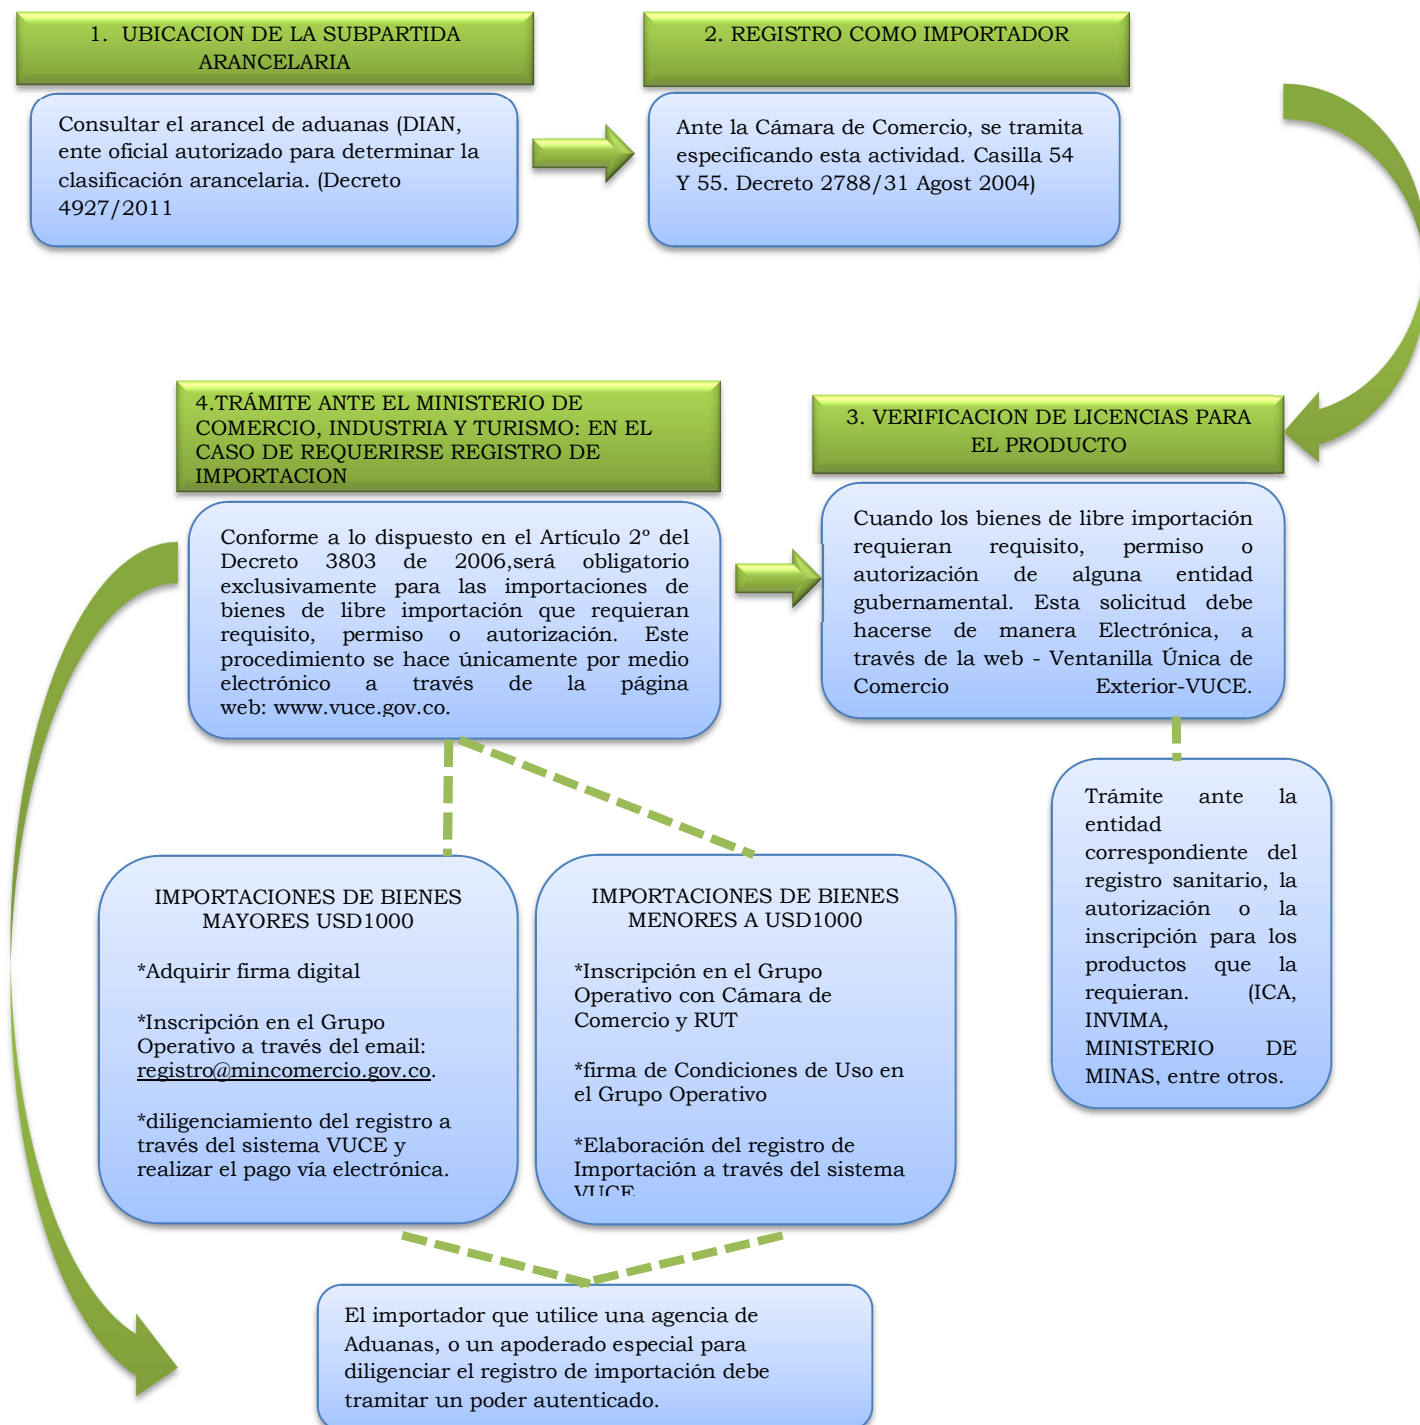 1. UBICACION DE LA SUBPARTIDA
ARANCELARIA
Consultar el arancel de aduanas (DIAN,
ente oficial autorizado para determinar la
clasificación arancelaria. (Decreto
4927/2011
2. REGISTRO COMO IMPORTADOR
Ante la Cámara de Comercio, se tramita
especificando esta actividad. Casilla 54
Y 55. Decreto 2788/31 Agost 2004)
3. VERIFICACION DE LICENCIAS PARA
EL PRODUCTO
Cuando los bienes de libre importación
requieran requisito, permiso o
autorización de alguna entidad
gubernamental. Esta solicitud debe
hacerse de manera Electrónica, a
través de la web - Ventanilla Única de
Comercio Exterior-VUCE.
Trámite ante la
entidad
correspondiente del
registro sanitario, la
autorización o la
inscripción para los
productos que la
requieran. (ICA,
INVIMA,
MINISTERIO DE
MINAS, entre otros.
4.TRÁMITE ANTE EL MINISTERIO DE
COMERCIO, INDUSTRIA Y TURISMO: EN EL
CASO DE REQUERIRSE REGISTRO DE
IMPORTACION
Conforme a lo dispuesto en el Artículo 2º del
Decreto 3803 de 2006,será obligatorio
exclusivamente para las importaciones de
bienes de libre importación que requieran
requisito, permiso o autorización. Este
procedimiento se hace únicamente por medio
electrónico a través de la página
web: www.vuce.gov.co.
IMPORTACIONES DE BIENES
MAYORES USD1000
*Adquirir firma digital
*Inscripción en el Grupo
Operativo a través del email:
registro@mincomercio.gov.co.
*diligenciamiento del registro a
través del sistema VUCE y
realizar el pago vía electrónica.
IMPORTACIONES DE BIENES
MENORES A USD1000
*Inscripción en el Grupo
Operativo con Cámara de
Comercio y RUT
*firma de Condiciones de Uso en
el Grupo Operativo
*Elaboración del registro de
Importación a través del sistema
VUCE
El importador que utilice una agencia de
Aduanas, o un apoderado especial para
diligenciar el registro de importación debe
tramitar un poder autenticado.